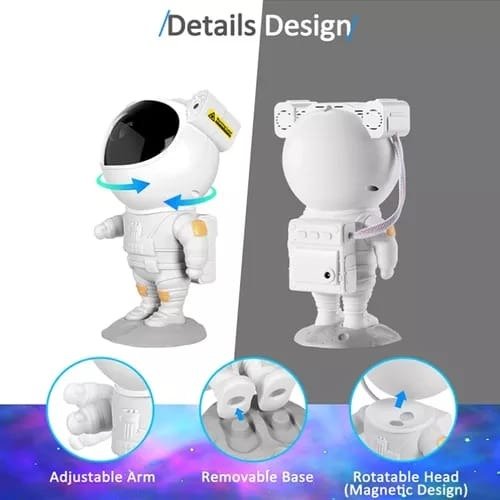 Details Design
Adjustable Arm
Removable Base
Rotatable Head
(Magnetic Design)